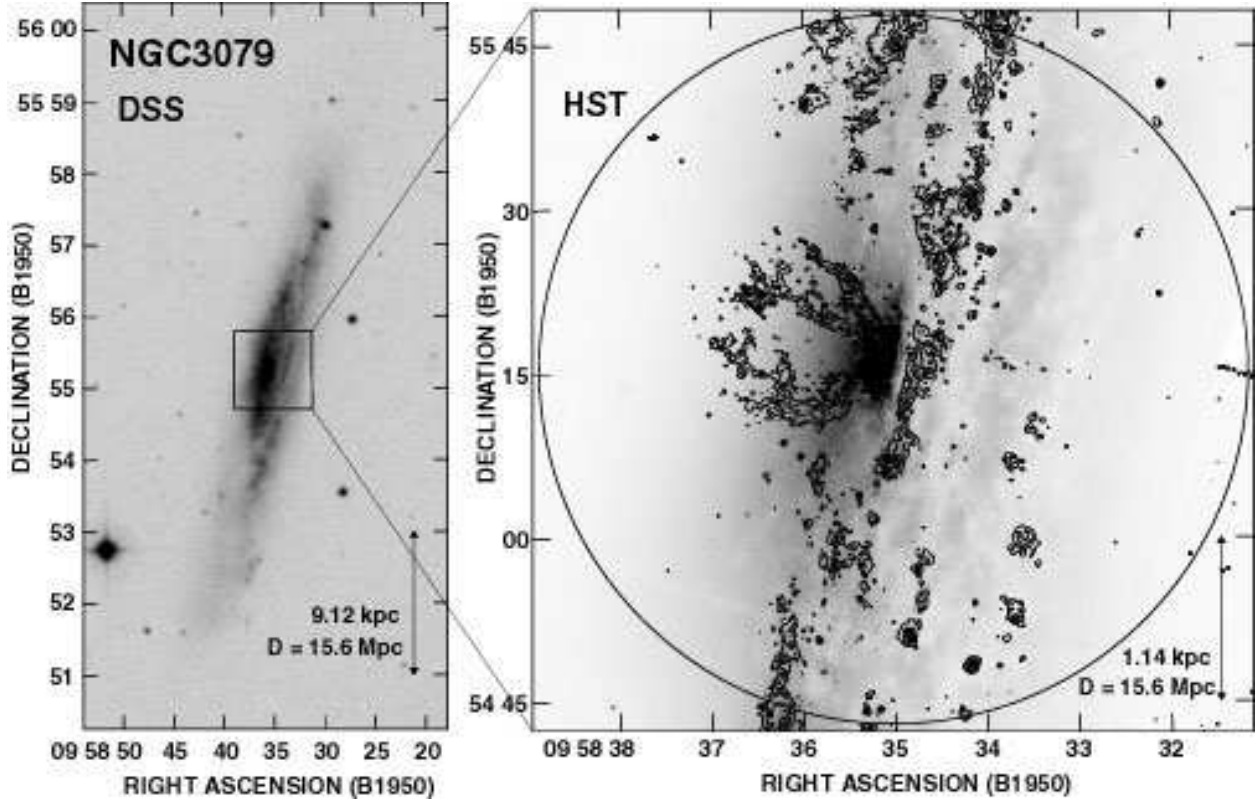 NGC3079
DSS
56 00
55 59
58
57
56
55
54
53
52
51
DECLINATION (B1950)
9.12 kpc
D = 15.6 Mpc
09 58 50
45
40
35
30
25
20
RIGHT ASCENSION (B1950)
HST
55 45
30
15
00
54 45
DECLINATION (B1950)
1.14 kpc
D = 15.6 Mpc
09 58 38
37
36
35
34
33
32
RIGHT ASCENSION (B1950)